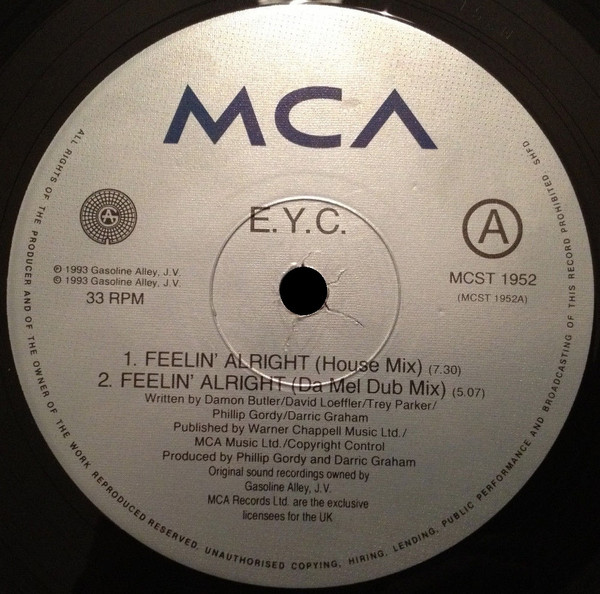 MCA
E.Y.C.
A
℗ 1993 Gasoline Alley, J.V.
© 1993 Gasoline Alley, J.V.
33 RPM
MCST 1952
(MCST 1952A)
1. FEELIN' ALRIGHT (House Mix) (7.30)
2. FEELIN' ALRIGHT (Da Mel Dub Mix) (5.07)
Written by Damon Butler/David Loeffler/Trey Parker/
Phillip Gordy/Darric Graham
Published by Warner Chappell Music Ltd./
MCA Music Ltd./Copyright Control
Produced by Phillip Gordy and Darric Graham
Original sound recordings owned by
Gasoline Alley, J.V.
MCA Records Ltd. are the exclusive
licensees for the UK
ALL RIGHTS OF THE PRODUCER AND OF THE OWNER OF THE WORK REPRODUCED RESERVED. UNAUTHORISED COPYING, HIRING, LENDING, PUBLIC PERFORMANCE AND BROADCASTING OF THIS RECORD PROHIBITED SHFD